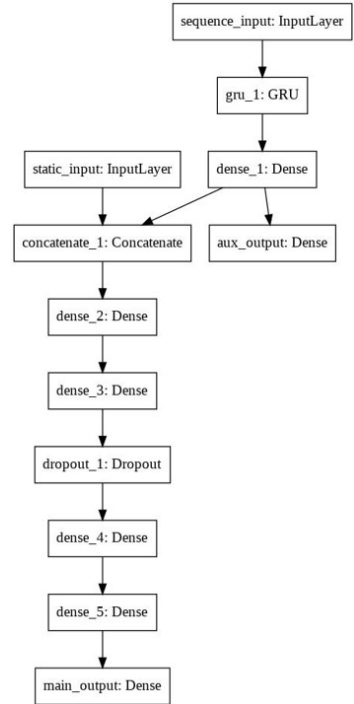 sequence_input: InputLayer
gru_1: GRU
static_input: InputLayer
dense_1: Dense
concatenate_1: Concatenate
aux_output: Dense
dense_2: Dense
dense_3: Dense
dropout_1: Dropout
dense_4: Dense
dense_5: Dense
main_output: Dense